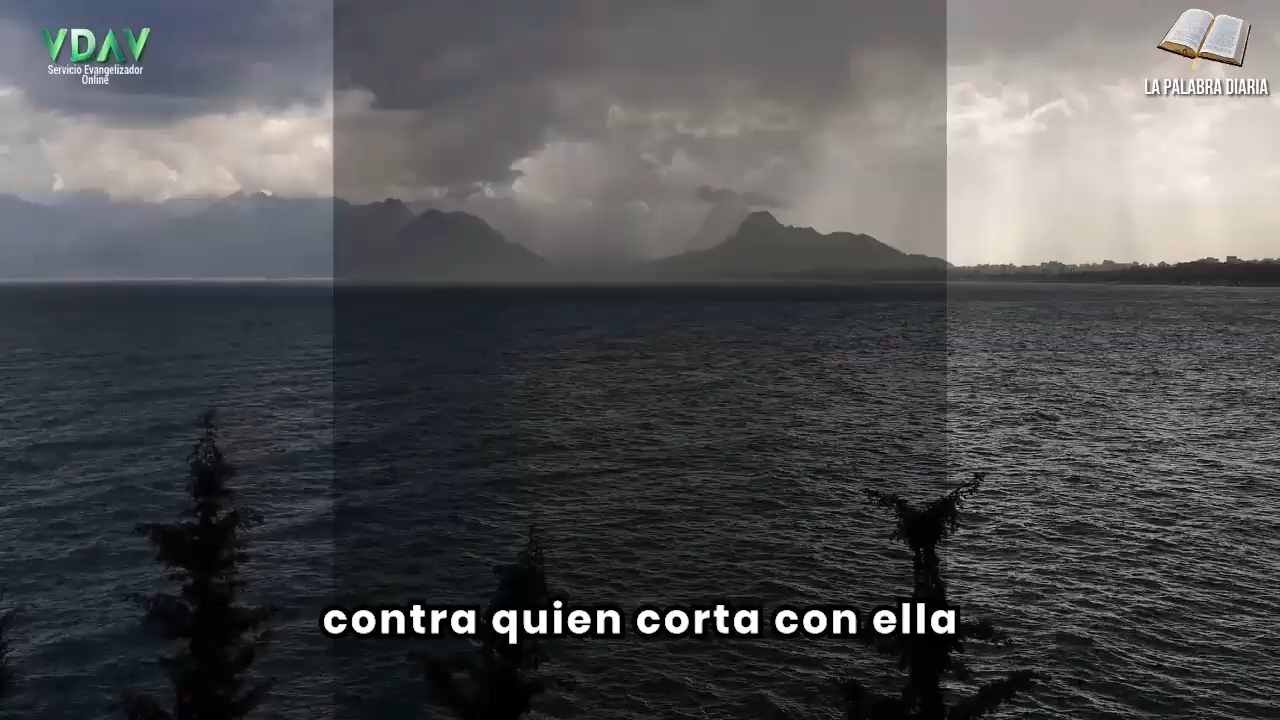 VDAV
Servicio Evangelizador
Online
LA PALABRA DIARIA
contra quien corta con ella